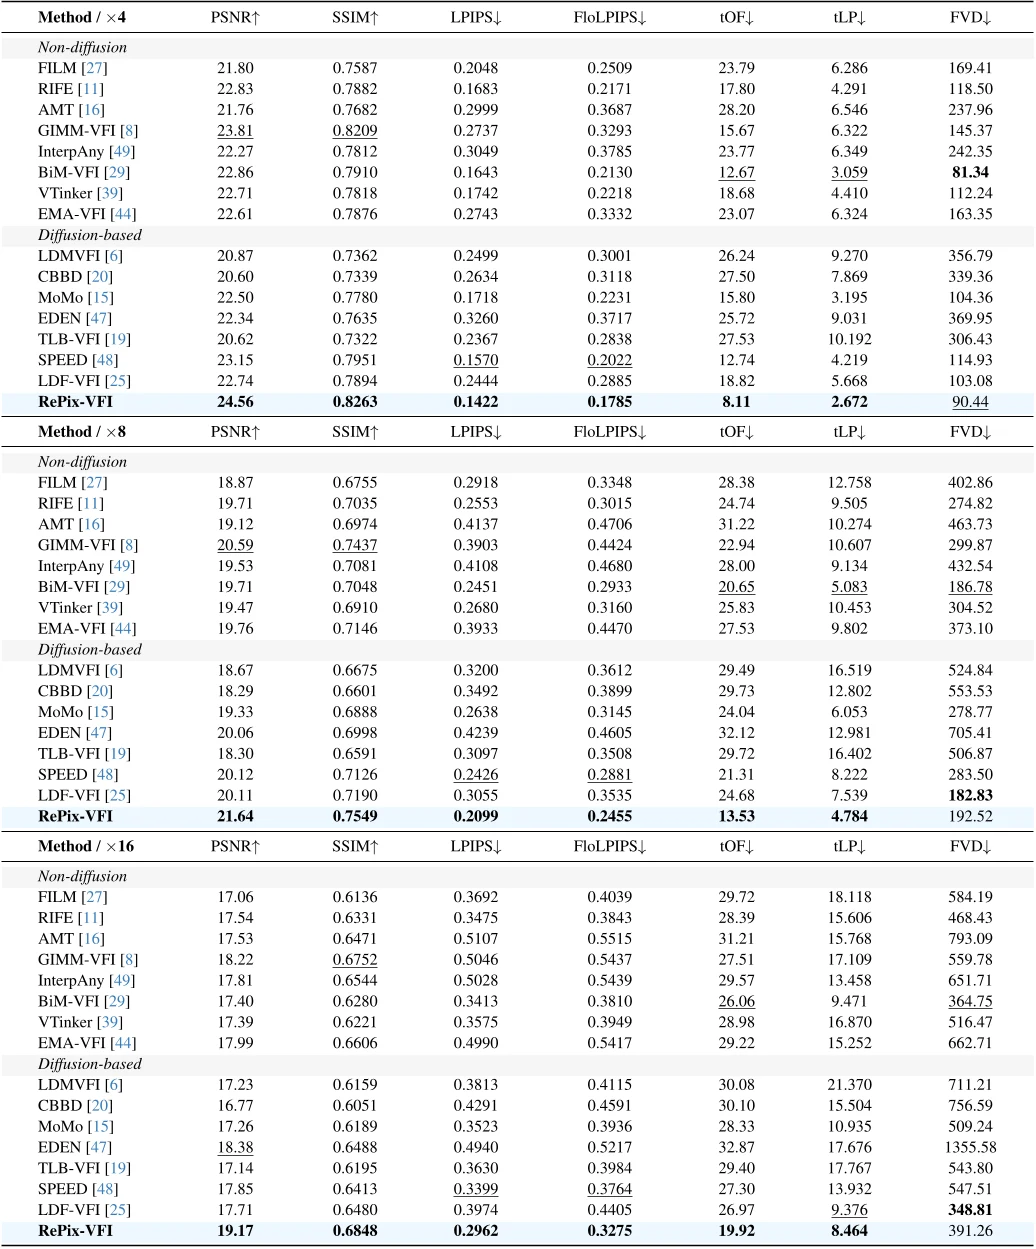 Method / ×4 PSNR↑ SSIM↑ LPIPS↓ FloLPIPS↓ tOF↓ tLP↓ FVD↓
Non-diffusion
FILM [27] 21.80 0.7587 0.2048 0.2509 23.79 6.286 169.41
RIFE [11] 22.83 0.7882 0.1683 0.2171 17.80 4.291 118.50
AMT [16] 21.76 0.7682 0.2999 0.3687 28.20 6.546 237.96
GIMM-VFI [8] 23.81 0.8209 0.2737 0.3293 15.67 6.322 145.37
InterpAny [49] 22.27 0.7812 0.3049 0.3785 23.77 6.349 242.35
BiM-VFI [29] 22.86 0.7910 0.1643 0.2130 12.67 3.059 81.34
VTinker [39] 22.71 0.7818 0.1742 0.2218 18.68 4.410 112.24
EMA-VFI [44] 22.61 0.7876 0.2743 0.3332 23.07 6.324 163.35
Diffusion-based
LDMVFI [6] 20.87 0.7362 0.2499 0.3001 26.24 9.270 356.79
CBBD [20] 20.60 0.7339 0.2634 0.3118 27.50 7.869 339.36
MoMo [15] 22.50 0.7780 0.1718 0.2231 15.80 3.195 104.36
EDEN [47] 22.34 0.7635 0.3260 0.3717 25.72 9.031 369.95
TLB-VFI [19] 20.62 0.7322 0.2367 0.2838 27.53 10.192 306.43
SPEED [48] 23.15 0.7951 0.1570 0.2022 12.74 4.219 114.93
LDF-VFI [25] 22.74 0.7894 0.2444 0.2885 18.82 5.668 103.08
RePix-VFI 24.56 0.8263 0.1422 0.1785 8.11 2.672 90.44
Method / ×8 PSNR↑ SSIM↑ LPIPS↓ FloLPIPS↓ tOF↓ tLP↓ FVD↓
Non-diffusion
FILM [27] 18.87 0.6755 0.2918 0.3348 28.38 12.758 402.86
RIFE [11] 19.71 0.7035 0.2553 0.3015 24.74 9.505 274.82
AMT [16] 19.12 0.6974 0.4137 0.4706 31.22 10.274 463.73
GIMM-VFI [8] 20.59 0.7437 0.3903 0.4424 22.94 10.607 299.87
InterpAny [49] 19.53 0.7081 0.4108 0.4680 28.00 9.134 432.54
BiM-VFI [29] 19.71 0.7048 0.2451 0.2933 20.65 5.083 186.78
VTinker [39] 19.47 0.6910 0.2680 0.3160 25.83 10.453 304.52
EMA-VFI [44] 19.76 0.7146 0.3933 0.4470 27.53 9.802 373.10
Diffusion-based
LDMVFI [6] 18.67 0.6675 0.3200 0.3612 29.49 16.519 524.84
CBBD [20] 18.29 0.6601 0.3492 0.3899 29.73 12.802 553.53
MoMo [15] 19.33 0.6888 0.2638 0.3145 24.04 6.053 278.77
EDEN [47] 20.06 0.6998 0.4239 0.4605 32.12 12.981 705.41
TLB-VFI [19] 18.30 0.6591 0.3097 0.3508 29.72 16.402 506.87
SPEED [48] 20.12 0.7126 0.2426 0.2881 21.31 8.222 283.50
LDF-VFI [25] 20.11 0.7190 0.3055 0.3535 24.68 7.539 182.83
RePix-VFI 21.64 0.7549 0.2099 0.2455 13.53 4.784 192.52
Method / ×16 PSNR↑ SSIM↑ LPIPS↓ FloLPIPS↓ tOF↓ tLP↓ FVD↓
Non-diffusion
FILM [27] 17.06 0.6136 0.3692 0.4039 29.72 18.118 584.19
RIFE [11] 17.54 0.6331 0.3475 0.3843 28.39 15.606 468.43
AMT [16] 17.53 0.6471 0.5107 0.5515 31.21 15.768 793.09
GIMM-VFI [8] 18.22 0.6752 0.5046 0.5437 27.51 17.109 559.78
InterpAny [49] 17.81 0.6544 0.5028 0.5439 29.57 13.458 651.71
BiM-VFI [29] 17.40 0.6280 0.3413 0.3810 26.06 9.471 364.75
VTinker [39] 17.39 0.6221 0.3575 0.3949 28.98 16.870 516.47
EMA-VFI [44] 17.99 0.6606 0.4990 0.5417 29.22 15.252 662.71
Diffusion-based
LDMVFI [6] 17.23 0.6159 0.3813 0.4115 30.08 21.370 711.21
CBBD [20] 16.77 0.6051 0.4291 0.4591 30.10 15.504 756.59
MoMo [15] 17.26 0.6189 0.3523 0.3936 28.33 10.935 509.24
EDEN [47] 18.38 0.6488 0.4940 0.5217 32.87 17.676 1355.58
TLB-VFI [19] 17.14 0.6195 0.3630 0.3984 29.40 17.767 543.80
SPEED [48] 17.85 0.6413 0.3399 0.3764 27.30 13.932 547.51
LDF-VFI [25] 17.71 0.6480 0.3974 0.4405 26.97 9.376 348.81
RePix-VFI 19.17 0.6848 0.2962 0.3275 19.92 8.464 391.26